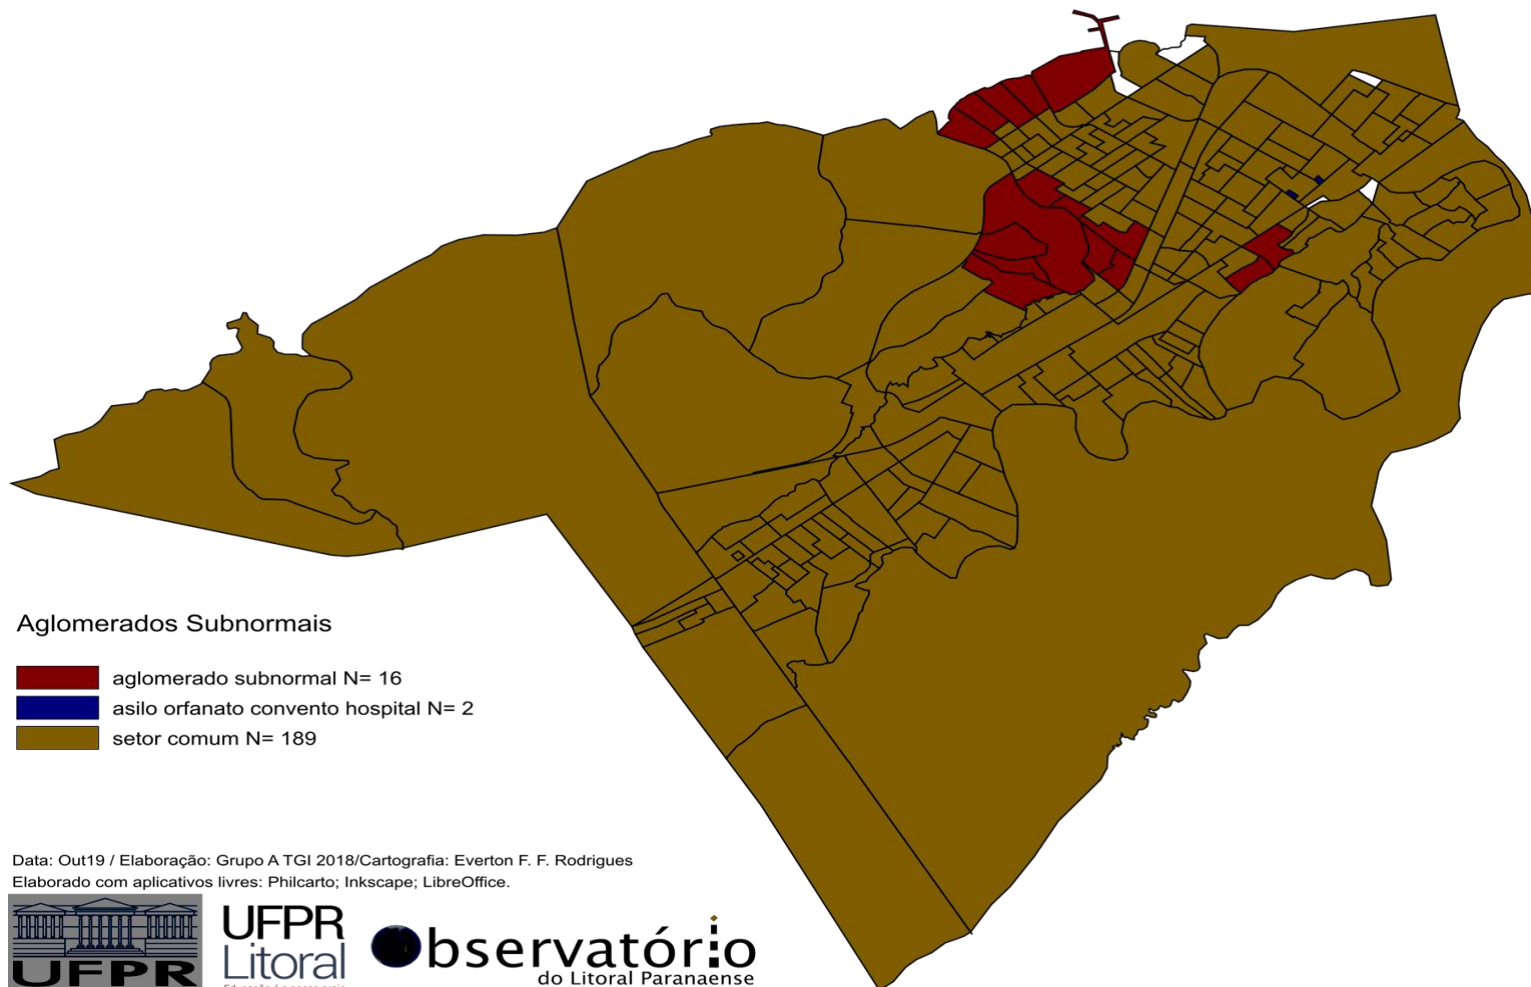 Aglomerados Subnormais
aglomerado subnormal N= 16
asilo orfanato convento hospital N= 2
setor comum N= 189
Data: Out19 / Elaboração: Grupo A TGI 2018/Cartografia: Everton F. F. Rodrigues
Elaborado com aplicativos livres: Philcarto; Inkscape; LibreOffice.
UFPR
UFPR
Litoral
Observatório
do Litoral Paranaense